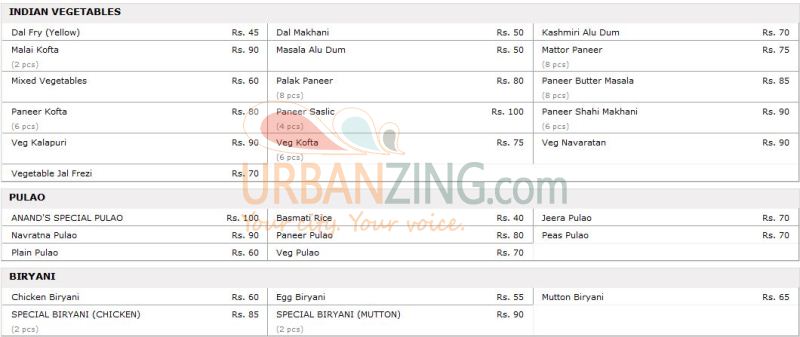 INDIAN VEGETABLES
Dal Fry (Yellow) Rs. 45 Dal Makhani Rs. 50 Kashmiri Alu Dum Rs. 70
Malai Kofta Rs. 90 Masala Alu Dum Rs. 50 Mattor Paneer Rs. 75
(2 pcs) (8 pcs)
Mixed Vegetables Rs. 60 Palak Paneer Rs. 80 Paneer Butter Masala Rs. 85
(8 pcs) (8 pcs)
Paneer Kofta Rs. 80 Paneer Saslic Rs. 100 Paneer Shahi Makhani Rs. 90
(6 pcs) (4 pcs) (6 pcs)
Veg Kalapuri Rs. 90 Veg Kofta Rs. 75 Veg Navaratan Rs. 90
(6 pcs)
Vegetable Jal Frezi Rs. 70
URBANZING.com
PULAO
ANAND'S SPECIAL PULAO Rs. 100 Basmati Rice Rs. 40 Jeera Pulao Rs. 70
Your city. Your voice.
Navratna Pulao Rs. 90 Paneer Pulao Rs. 80 Peas Pulao Rs. 70
Plain Pulao Rs. 60 Veg Pulao Rs. 70
BIRYANI
Chicken Biryani Rs. 60 Egg Biryani Rs. 55 Mutton Biryani Rs. 65
SPECIAL BIRYANI (CHICKEN) Rs. 85 SPECIAL BIRYANI (MUTTON) Rs. 90
(2 pcs) (2 pcs)